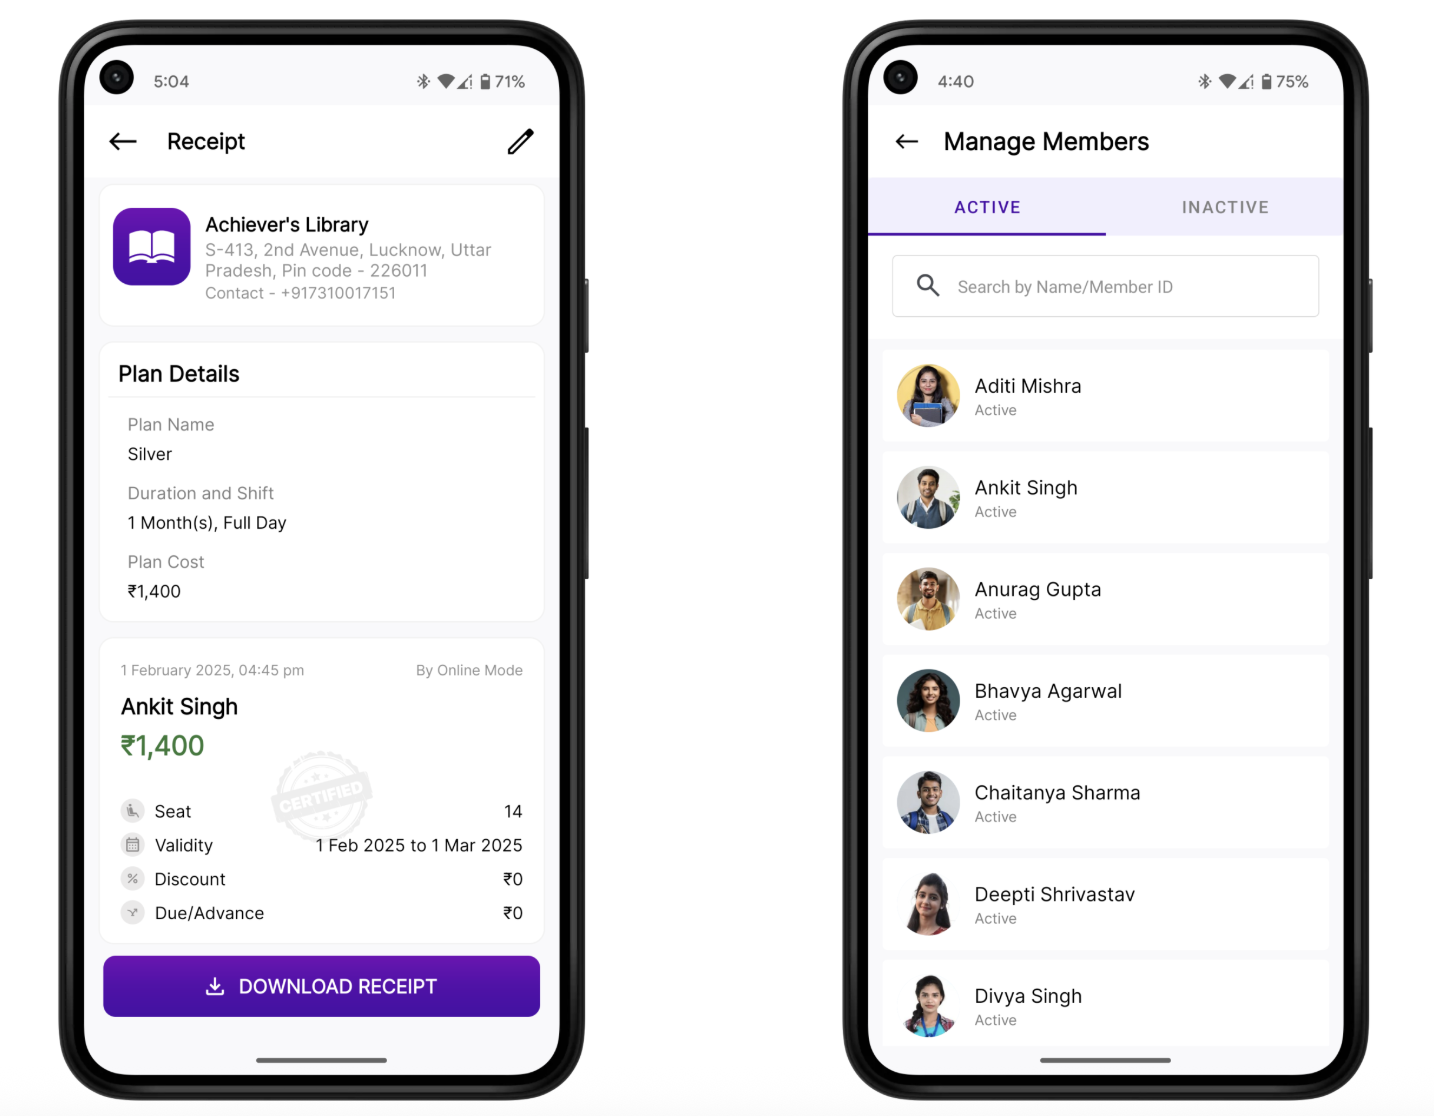 5:04
71%
Receipt
Achiever's Library
S-413, 2nd Avenue, Lucknow, Uttar
Pradesh, Pin code - 226011
Contact - +917310017151
Plan Details
Plan Name
Silver
Duration and Shift
1 Month(s), Full Day
Plan Cost
₹1,400
1 February 2025, 04:45 pm
By Online Mode
Ankit Singh
₹1,400
CERTIFIED
Seat
14
Validity
1 Feb 2025 to 1 Mar 2025
Discount
₹0
Due/Advance
₹0
DOWNLOAD RECEIPT
4:40
75%
Manage Members
ACTIVE
INACTIVE
Search by Name/Member ID
Aditi Mishra
Active
Ankit Singh
Active
Anurag Gupta
Active
Bhavya Agarwal
Active
Chaitanya Sharma
Active
Deepti Shrivastav
Active
Divya Singh
Active